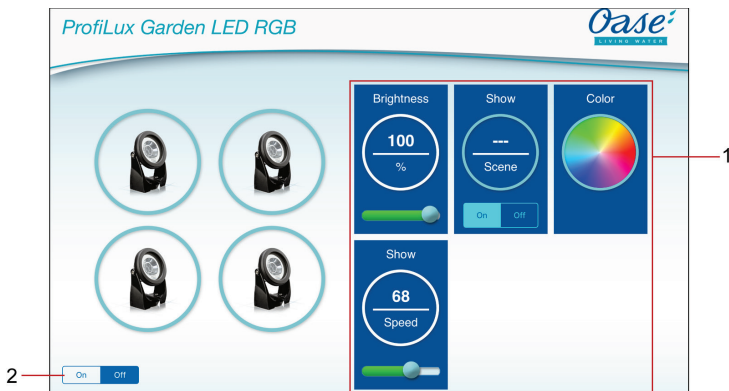 ProfiLux Garden LED RGB
Oase
LIVING WATER
Brightness
100
%
Show
---
Scene
On Off
Color
1
Show
68
Speed
2
On Off